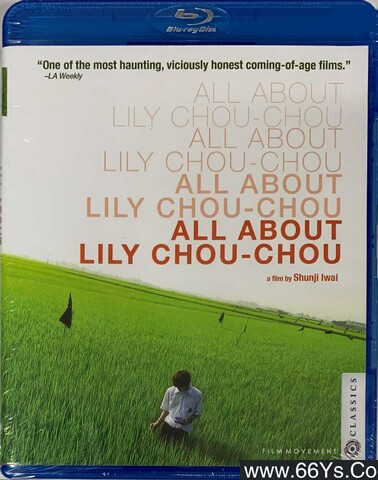 Blu-ray Disc
“One of the most haunting, viciously honest coming-of-age films.”
–LA Weekly
ALL ABOUT
LILY CHOU-CHOU
ALL ABOUT
LILY CHOU-CHOU
ALL ABOUT
LILY CHOU-CHOU
ALL ABOUT
LILY CHOU-CHOU
a film by Shunji Iwai
FILM MOVEMENT
CLASSICS
www.66Ys.Co